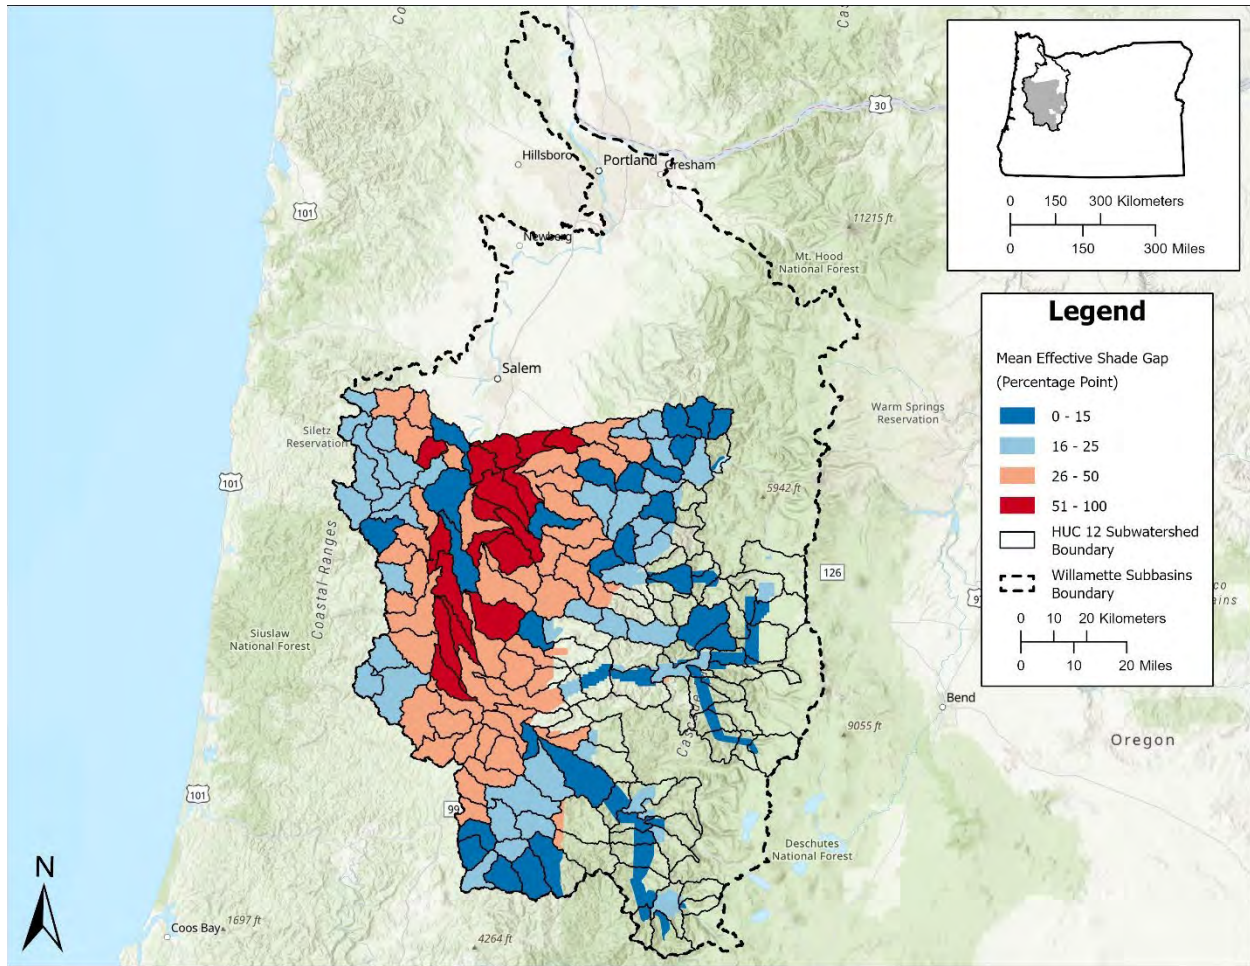 Co
Cas
30
Hillsboro
Portland
Gresham
101
11215 ft
Newberg
Mt. Hood
National Forest
Salem
Siletz
Reservation
Warm Springs
Reservation
101
5942 ft
Coastal Ranges
126
Siuslaw
National Forest
Cascade
9055 ft
Bend
Oregon
101
99
Deschutes
National Forest
N
Coos Bay
1697 ft
4264 ft
0 150 300 Kilometers
0 150 300 Miles
Legend
Mean Effective Shade Gap
(Percentage Point)
0 - 15
16 - 25
26 - 50
51 - 100
HUC 12 Subwatershed
Boundary
Willamette Subbasins
Boundary
0 10 20 Kilometers
0 10 20 Miles